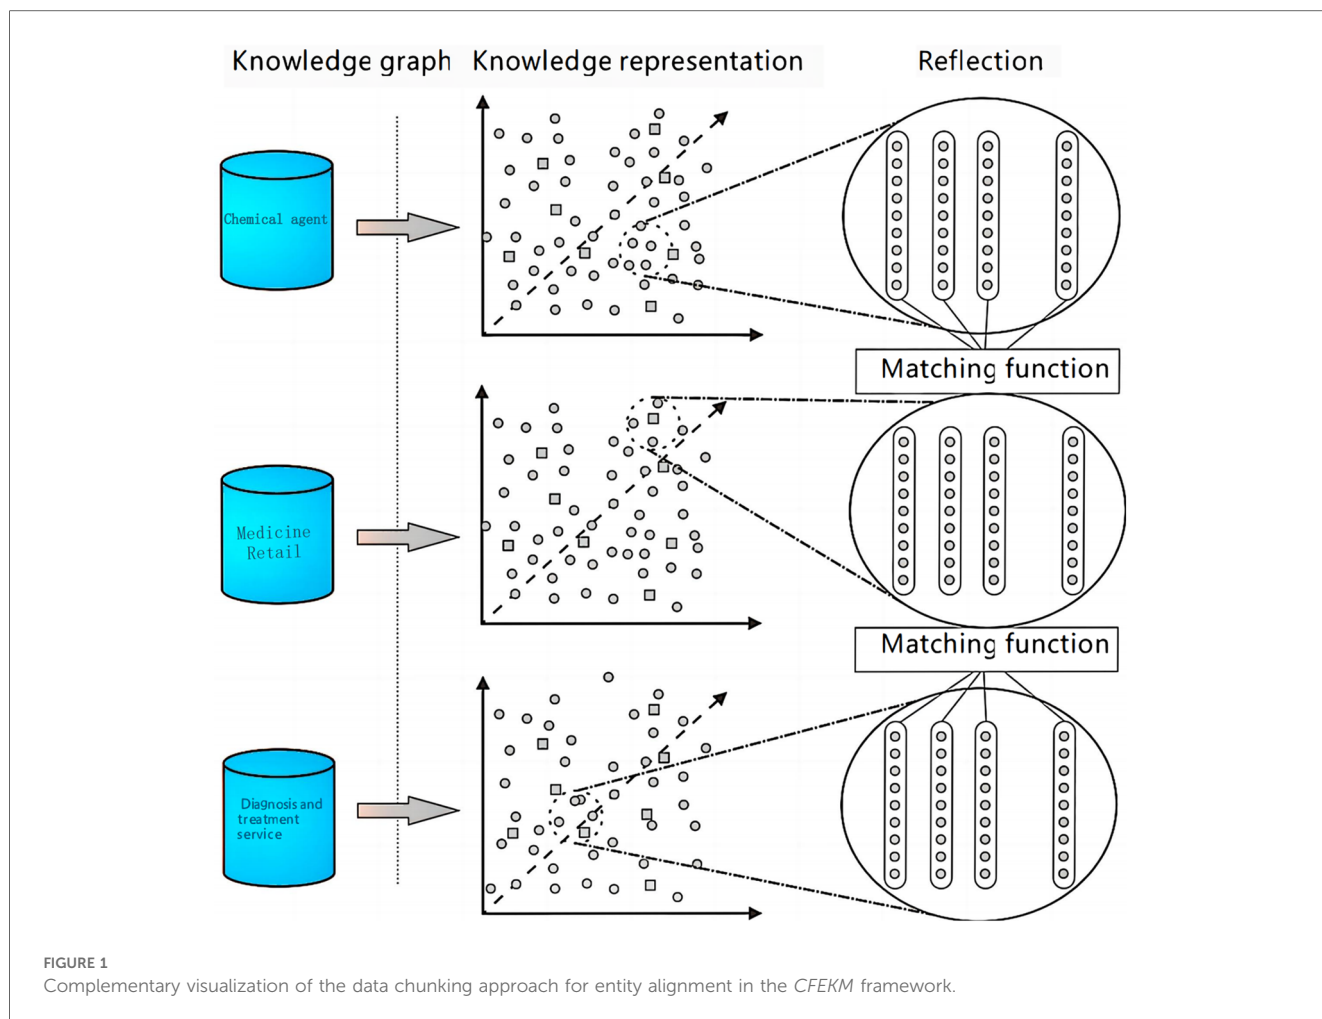 Knowledge graph
Knowledge representation
Reflection
Chemical agent
Matching function
Medicine
Retail
Matching function
Diagnosis and
treatment
service
FIGURE 1
Complementary visualization of the data chunking approach for entity alignment in the CFEKM framework.